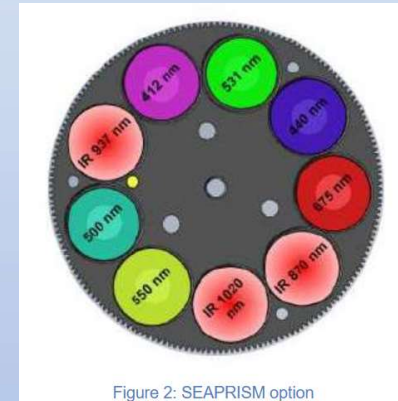 412 nm
531 nm
440 nm
675 nm
IR 870 nm
IR 1020
nm
550 nm
500 nm
IR 937 nm
Figure 2: SEAPRISM option